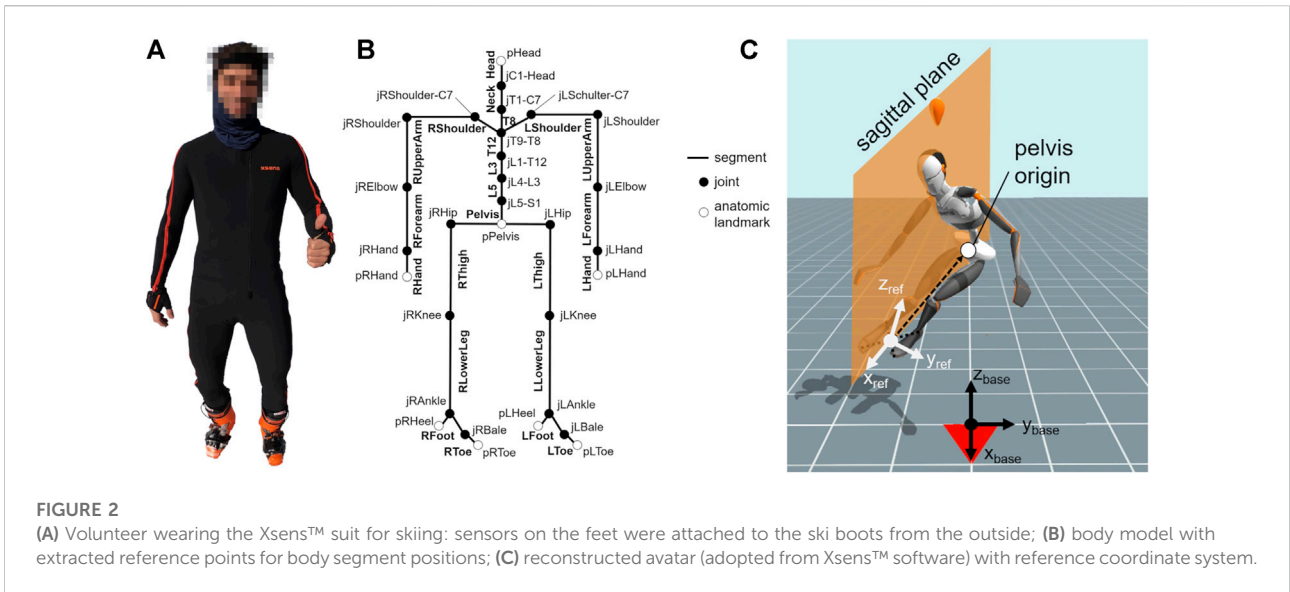 A
xsens
B
pHead
Head
jC1-Head
Neck
jRShoulder-C7
jT1-C7
jLSchulter-C7
T8
jRShoulder
RShoulder
LShoulder
jLShoulder
jT9-T8
T12
jL1-T12
L3
jL4-L3
L5
jL5-S1
RUpperArm
LUpperArm
jRElbow
jLElbow
RForearm
LForearm
jRHip
Pelvis
jLHip
pPelvis
jRHand
jLHand
pRHand
RHand
LHand
pLHand
RThigh
LThigh
jRKnee
jLKnee
RLowerLeg
LLowerLeg
jRAnkle
jLAnkle
pRHeel
jRBale
pLHeel
jLBale
RFoot
LFoot
RToe
pRToe
LToe
pLToe
segment
joint
anatomic
landmark
C
sagittal plane
pelvis
origin
zref
yref
xref
zbase
ybase
xbase
FIGURE 2
(A) Volunteer wearing the Xsens™ suit for skiing: sensors on the feet were attached to the ski boots from the outside; (B) body model with
extracted reference points for body segment positions; (C) reconstructed avatar (adopted from Xsens™ software) with reference coordinate system.